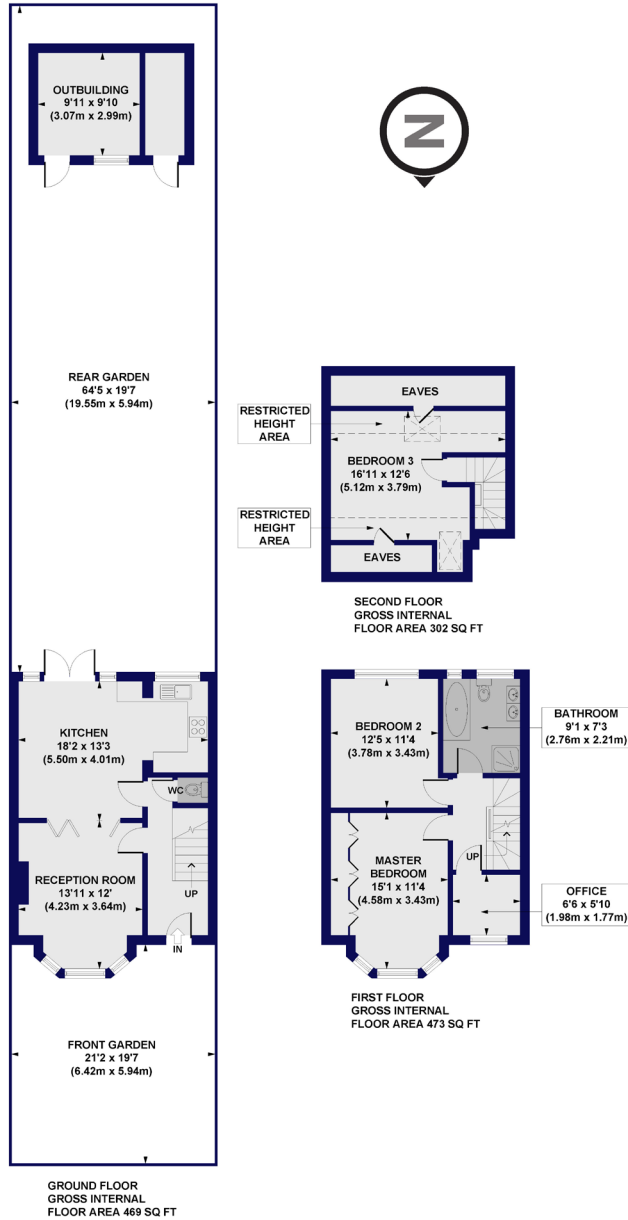 OUTBUILDING
9'11 x 9'10
(3.07m x 2.99m)
N
REAR GARDEN
64'5 x 19'7
(19.55m x 5.94m)
EAVES
RESTRICTED
HEIGHT
AREA
BEDROOM 3
16'11 x 12'6
(5.12m x 3.79m)
RESTRICTED
HEIGHT
AREA
EAVES
SECOND FLOOR
GROSS INTERNAL
FLOOR AREA 302 SQ FT
KITCHEN
18'2 x 13'3
(5.50m x 4.01m)
WC
RECEPTION ROOM
13'11 x 12'
(4.23m x 3.64m)
UP
IN
BEDROOM 2
12'5 x 11'4
(3.78m x 3.43m)
BATHROOM
9'1 x 7'3
(2.76m x 2.21m)
MASTER
BEDROOM
15'1 x 11'4
(4.58m x 3.43m)
UP
OFFICE
6'6 x 5'10
(1.98m x 1.77m)
FIRST FLOOR
GROSS INTERNAL
FLOOR AREA 473 SQ FT
FRONT GARDEN
21'2 x 19'7
(6.42m x 5.94m)
GROUND FLOOR
GROSS INTERNAL
FLOOR AREA 469 SQ FT